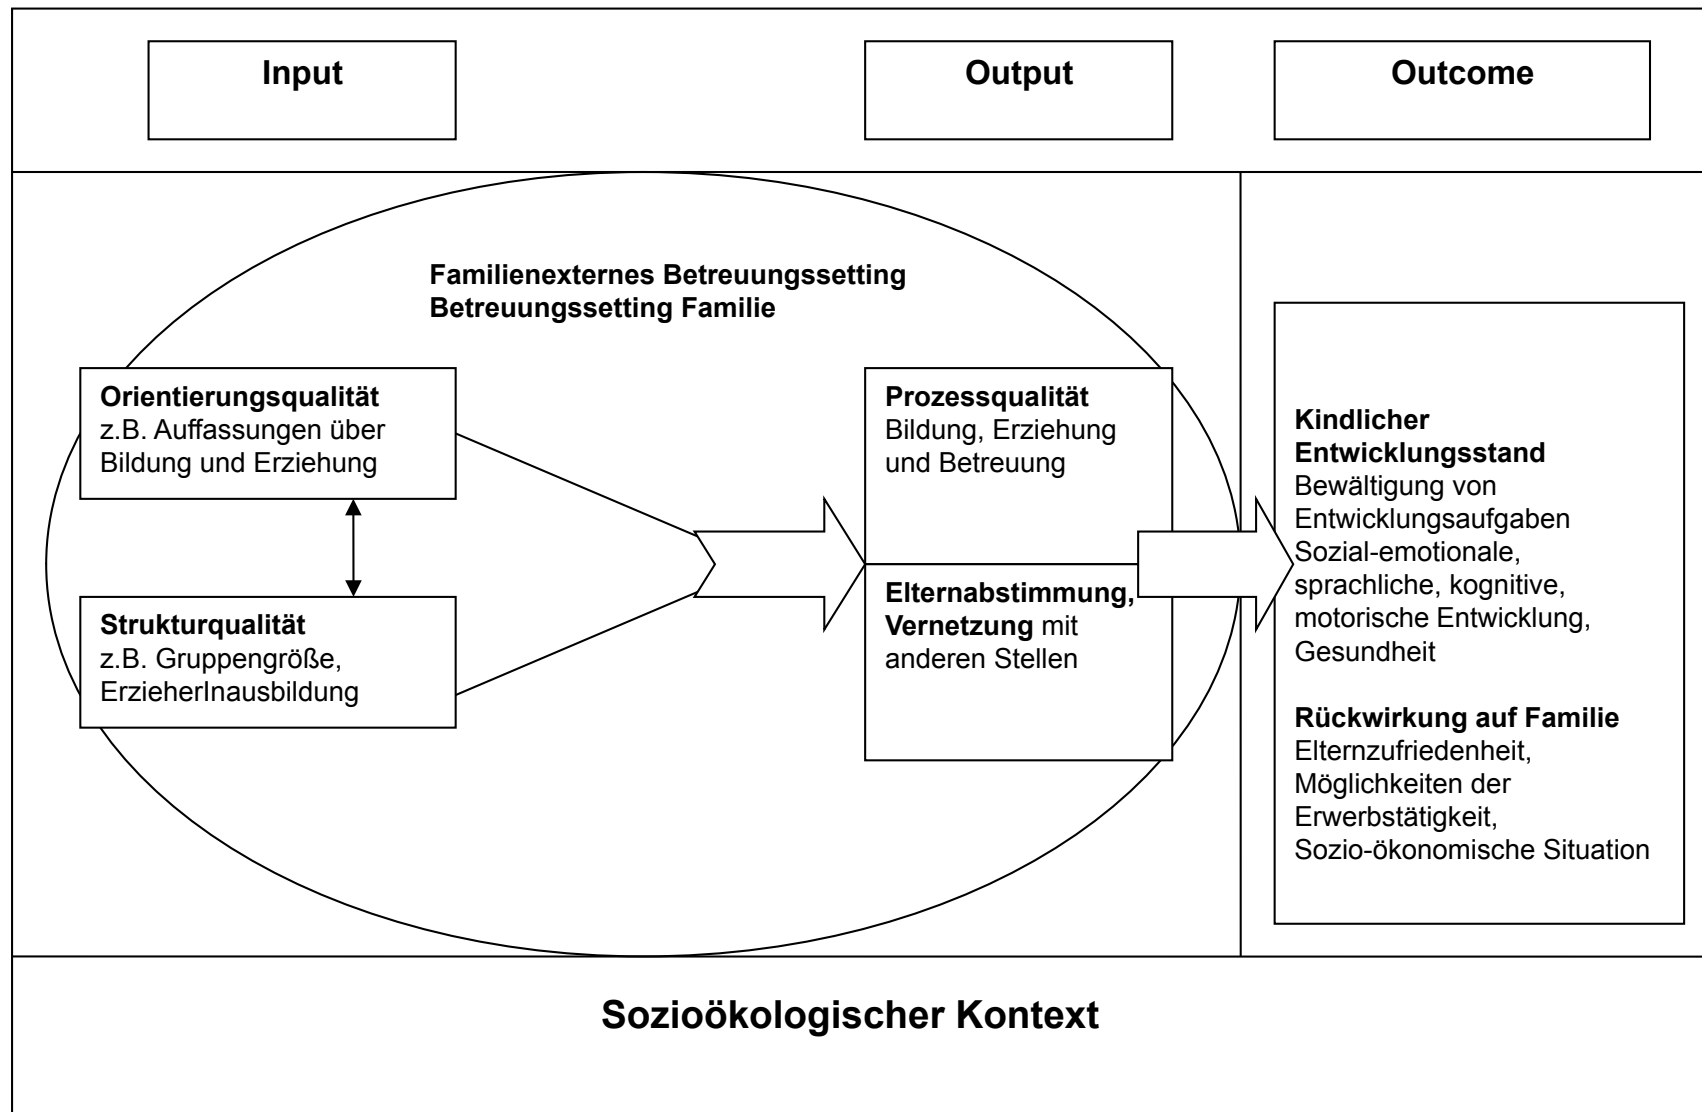 Input
Output
Outcome
Familienexternes Betreuungssetting
Betreuungssetting Familie
Orientierungsqualität
z.B. Auffassungen über
Bildung und Erziehung
Strukturqualität
z.B. Gruppengröße,
ErzieherInausbildung
Prozessqualität
Bildung, Erziehung
und Betreuung
Elternabstimmung,
Vernetzung mit
anderen Stellen
Kindlicher
Entwicklungsstand
Bewältigung von
Entwicklungsaufgaben
Sozial-emotionale,
sprachliche, kognitive,
motorische Entwicklung,
Gesundheit
Rückwirkung auf Familie
Elternzufriedenheit,
Möglichkeiten der
Erwerbstätigkeit,
Sozio-ökonomische Situation
Sozioökologischer Kontext